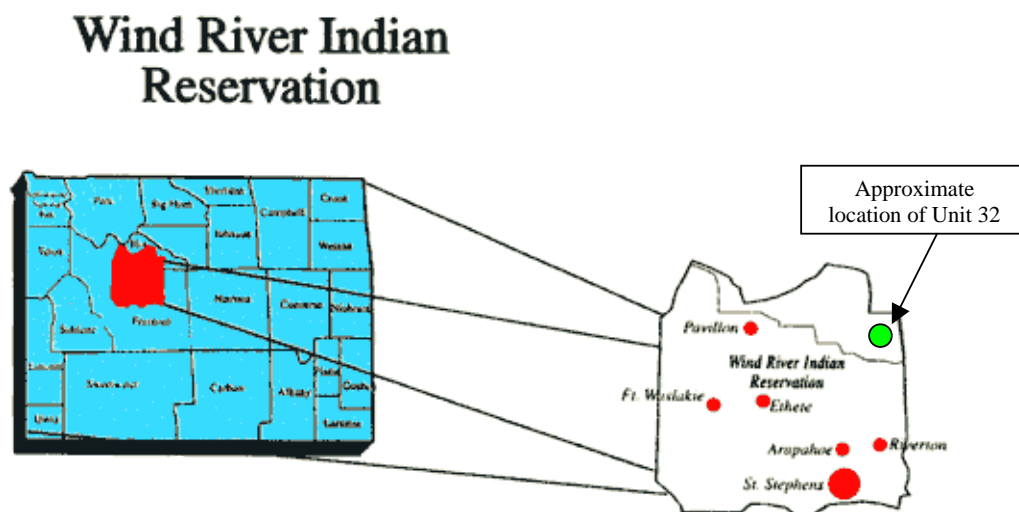 Wind River Indian
Reservation
Approximate
location of Unit 32
Park
Big Horn
Sheridan
Campbell
Crook
Johnson
Weston
Teton
Fremont
Natrona
Converse
Niobrara
Sublette
Sweetwater
Carbon
Albany
Platte
Goshen
Laramie
Lincoln
Uinta
Pavillon
Wind River Indian
Reservation
Ft. Washakie
Ethete
Arapahoe
Riverton
St. Stephens